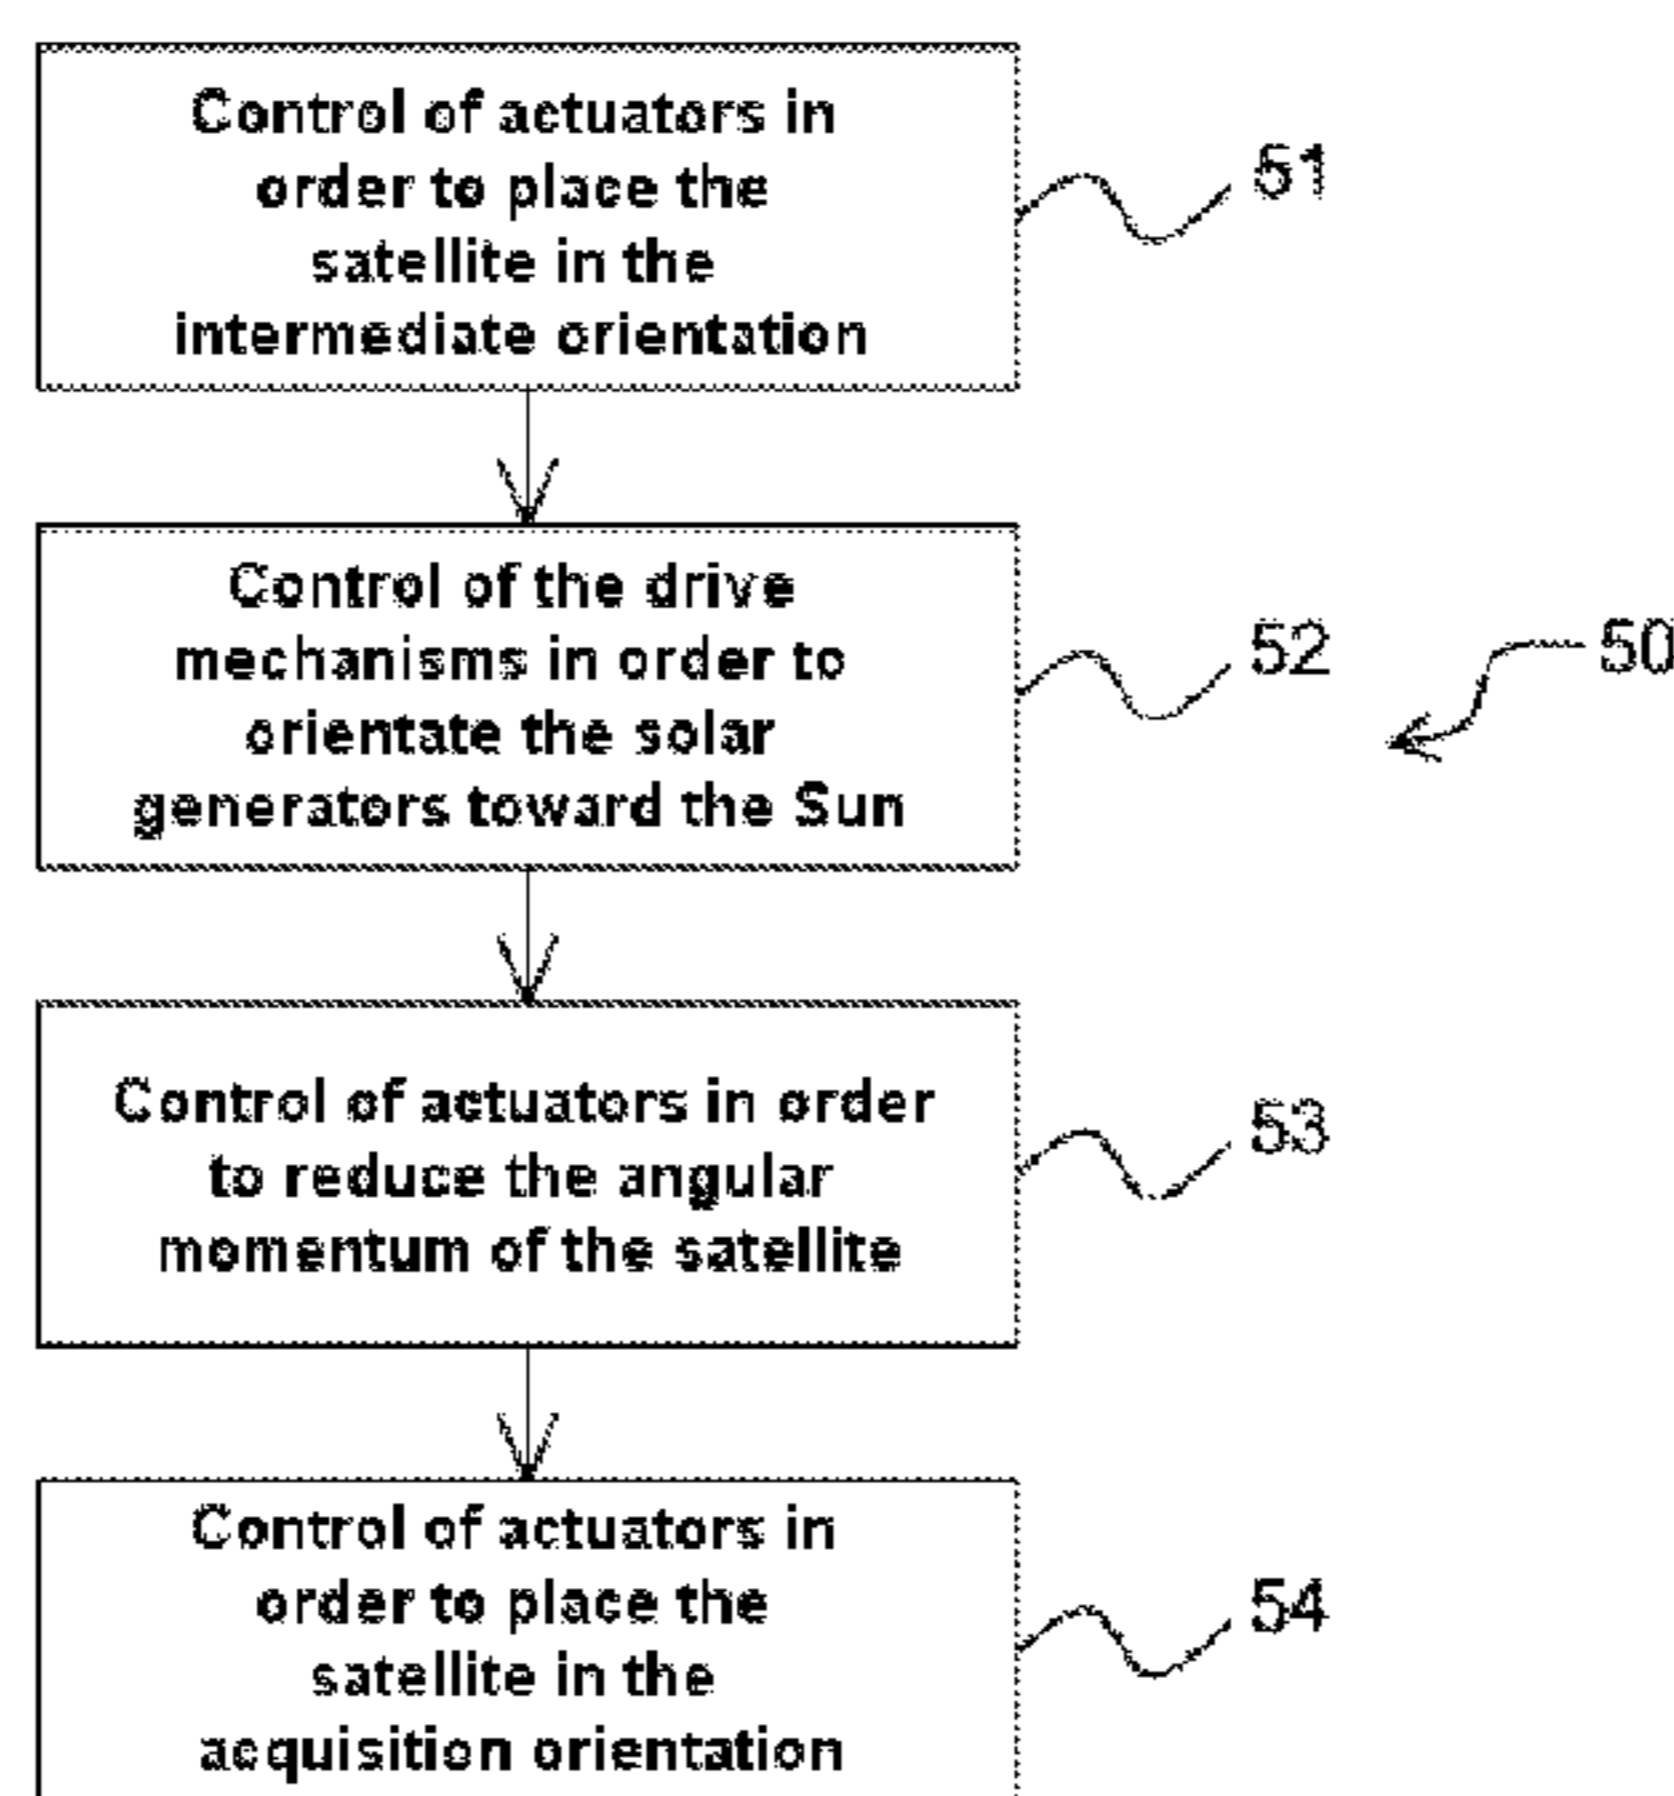 Control of actuators in
order to place the
satellite in the
intermediate orientation
51
Control of the drive
mechanisms in order to
orientate the solar
generators toward the Sun
52
50
Control of actuators in order
to reduce the angular
momentum of the satellite
53
Control of actuators in
order to place the
satellite in the
acquisition orientation
54